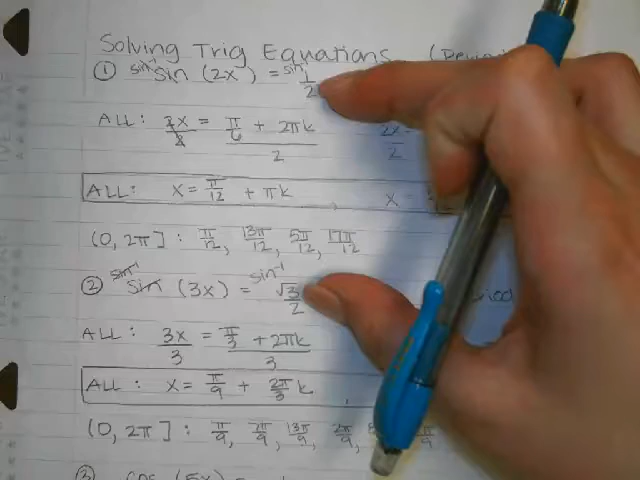 Solving Trig Equations
① sin⁻¹ sin (2x) = sin⁻¹ 1/2
ALL: 2x/2 = (π/6 + 2πk)/2 2x/2
ALL: x = π/12 + πk , x =
(0, 2π] : π/12, 13π/12, 5π/12, 17π/12
② sin⁻¹ sin (3x) = sin⁻¹ √3/2
ALL: 3x/3 = (π/3 + 2πk)/3
ALL: x = π/9 + 2π/3 k ,
(0, 2π] : π/9, 7π/9, 13π/9, 2π/9,
③ cos (5x) =